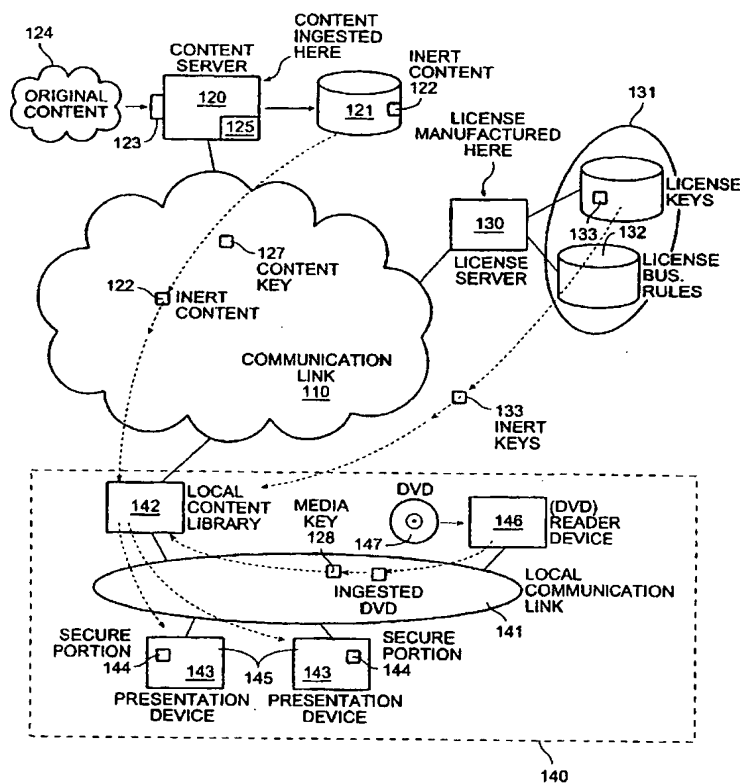 124
ORIGINAL CONTENT
123
CONTENT
SERVER
120
125
CONTENT
INGESTED
HERE
121
INERT
CONTENT
122
LICENSE
MANUFACTURED
HERE
130
LICENSE
SERVER
131
133
132
LICENSE
KEYS
LICENSE
BUS.
RULES
127
CONTENT
KEY
122
INERT
CONTENT
COMMUNICATION
LINK
110
133
INERT
KEYS
142
LOCAL
CONTENT
LIBRARY
MEDIA
KEY
128
DVD
147
146
(DVD)
READER
DEVICE
INGESTED
DVD
LOCAL
COMMUNICATION
LINK
141
SECURE
PORTION
144
143
PRESENTATION
DEVICE
145
143
PRESENTATION
DEVICE
SECURE
PORTION
144
140